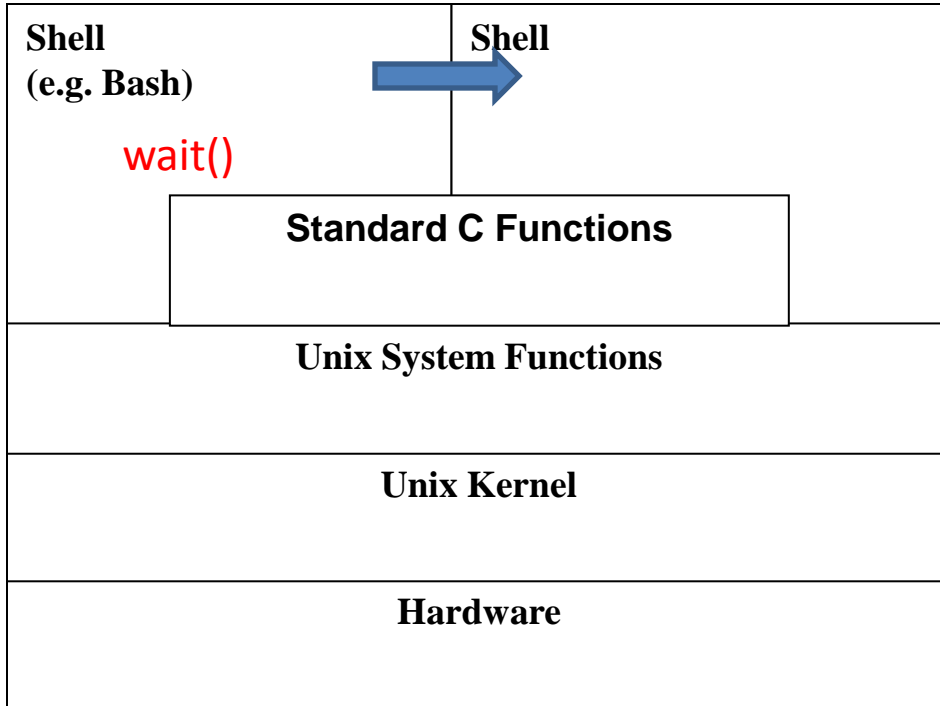 Shell
(e.g. Bash)
Shell
wait()
Standard C Functions
Unix System Functions
Unix Kernel
Hardware